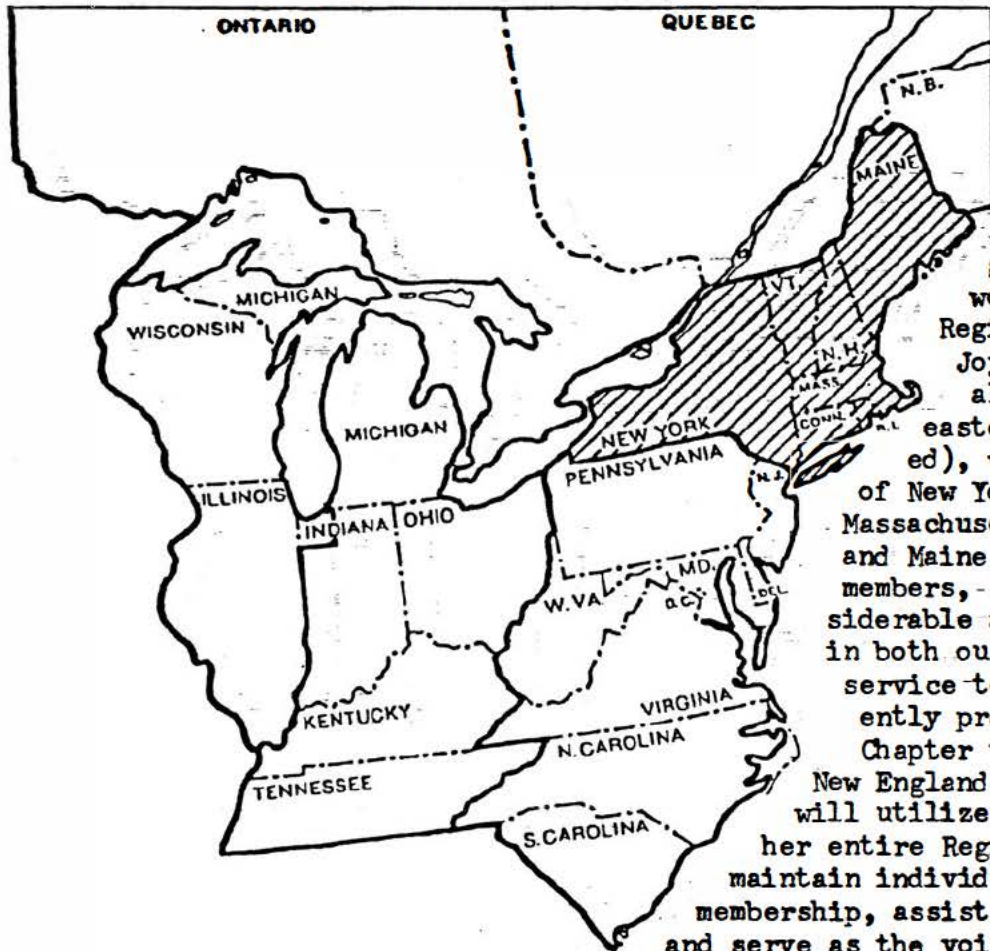 ONTARIO
QUEBEC
N.B.
MAINE
VT.
N.H.
MASS.
CONN.
R.I.
NEW YORK
MICHIGAN
WISCONSIN
MICHIGAN
PENNSYLVANIA
N.J.
ILLINOIS
INDIANA
OHIO
MD.
DEL.
W.VA.
D.C.
KENTUCKY
VIRGINIA
N. CAROLINA
TENNESSEE
S. CAROLINA
Regi
Joy
al
easte
ed), 
of New Yo
Massachuse
and Maine
members, -
siderable
in both ou
service to
ently pr
Chapter
New England
will utilize
her entire Reg
maintain individ
membership, assist
and serve as the voi